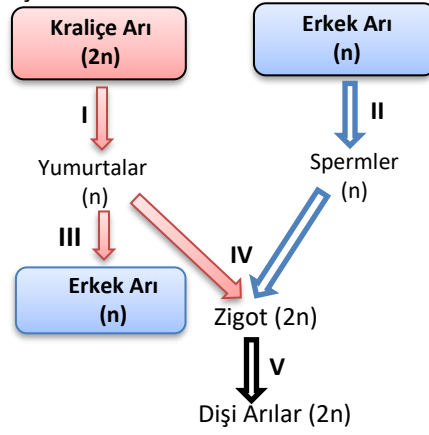 Kraliçe Arı
(2n)
Erkek Arı
(n)
I
II
Yumurtalar
(n)
Spermler
(n)
III
IV
Erkek Arı
(n)
Zigot (2n)
V
Dişi Arılar (2n)